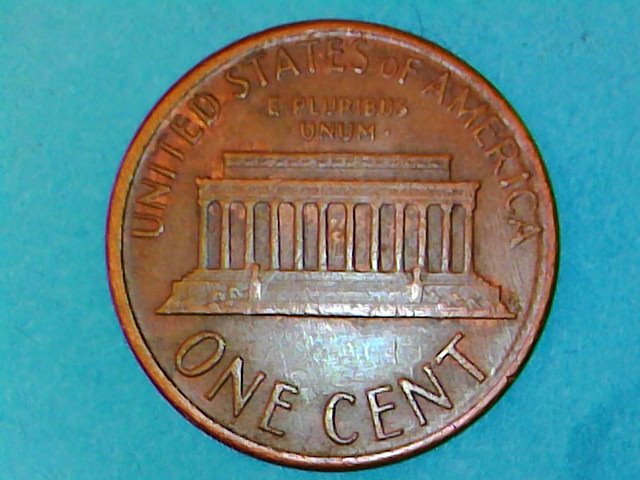 UNITED STATES OF AMERICA
E·PLURIBUS
UNUM·
ONE CENT